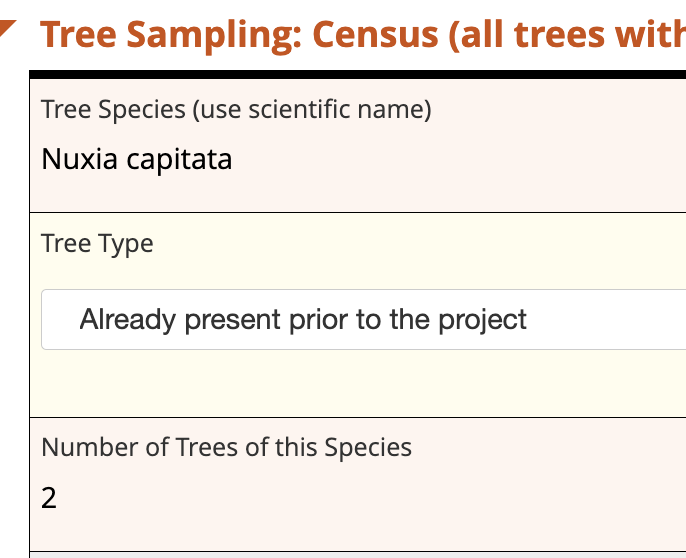 Tree Sampling: Census (all trees with
Tree Species (use scientific name)
Nuxia capitata
Tree Type
Already present prior to the project
Number of Trees of this Species
2